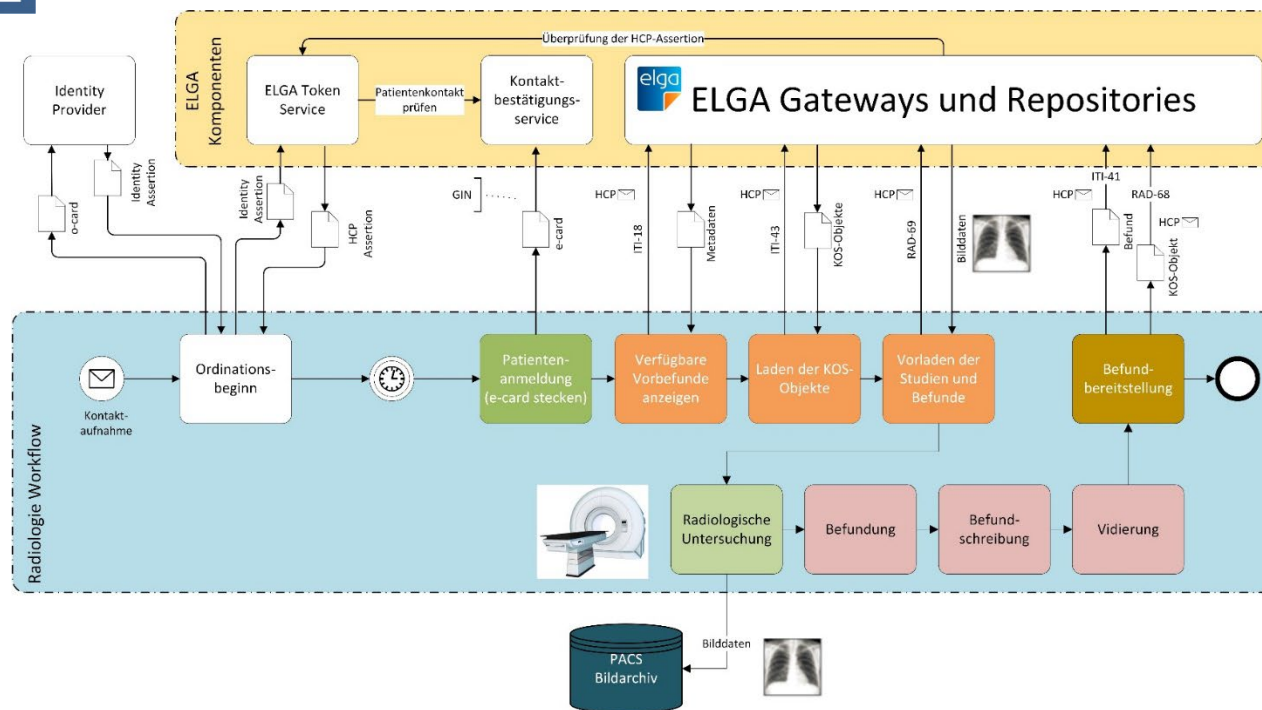 Überprüfung der HCP-Assertion
ELGA
Komponenten
Identity
Provider
ELGA Token
Service
Patientenkontakt
prüfen
Kontakt-
bestätigungs-
service
elga
ELGA Gateways und Repositories
o-card
Identity
Assertion
Identity
Assertion
HCP
Assertion
GIN
e-card
HCP
ITI-18
Metadaten
HCP
ITI-43
KOS-Objekte
HCP
RAD-69
Bilddaten
HCP
ITI-41
Befund
RAD-68
HCP
KOS-Objekt
Radiologie Workflow
Kontakt-
aufnahme
Ordinations-
beginn
Patienten-
anmeldung
(e-card stecken)
Verfügbare
Vorbefunde
anzeigen
Laden der KOS-
Objekte
Vorladen der
Studien und
Befunde
Befund-
bereitstellung
Radiologische
Untersuchung
Befundung
Befund-
schreibung
Vidierung
Bilddaten
PACS
Bildarchiv